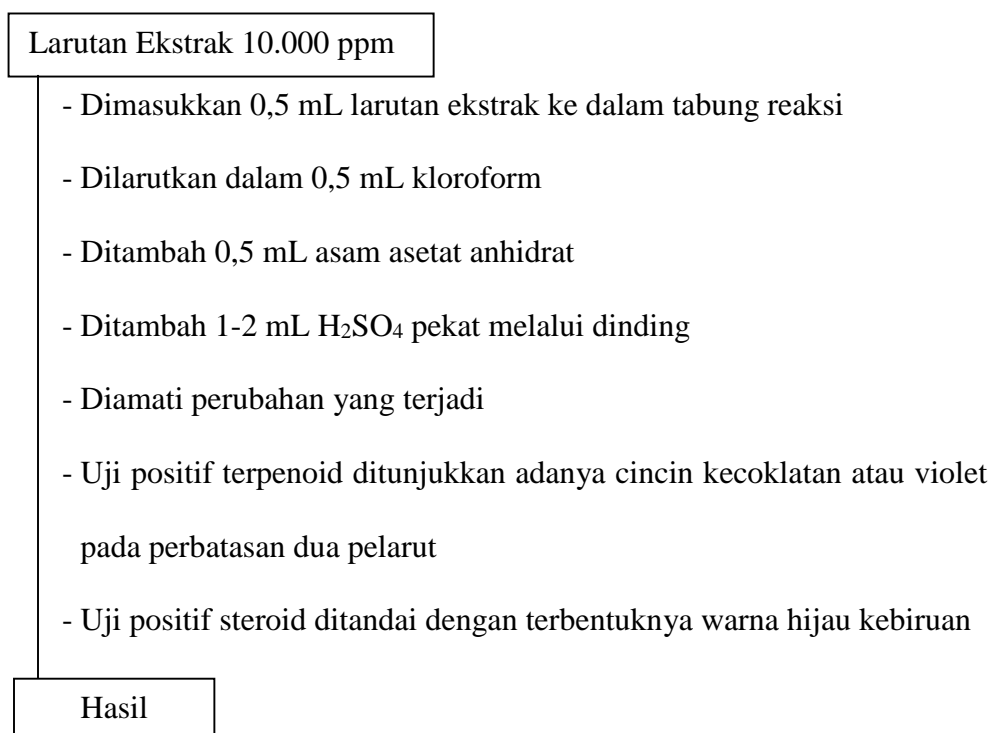 Larutan Ekstrak 10.000 ppm
- Dimasukkan 0,5 mL larutan ekstrak ke dalam tabung reaksi
- Dilarutkan dalam 0,5 mL kloroform
- Ditambah 0,5 mL asam asetat anhidrat
- Ditambah 1-2 mL H₂SO₄ pekat melalui dinding
- Diamati perubahan yang terjadi
- Uji positif terpenoid ditunjukkan adanya cincin kecoklatan atau violet
pada perbatasan dua pelarut
- Uji positif steroid ditandai dengan terbentuknya warna hijau kebiruan
Hasil